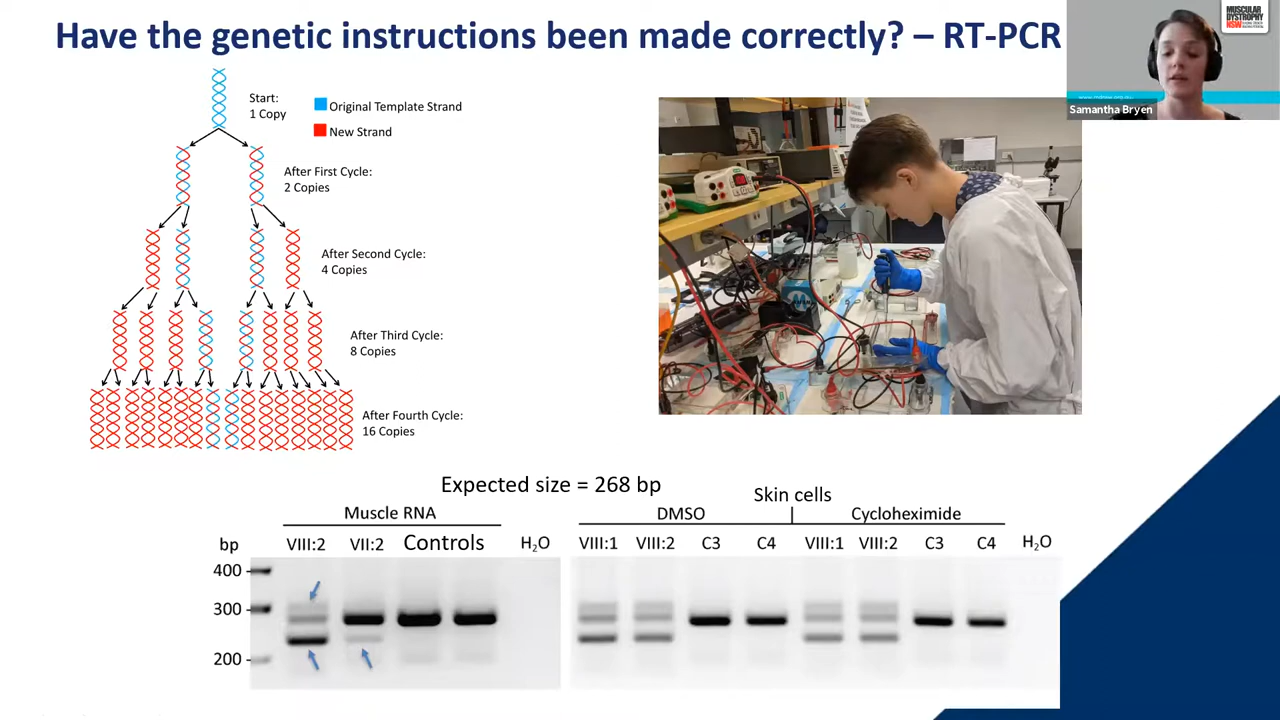 Have the genetic instructions been made correctly? – RT-PCR
MUSCULAR
DYSTROPHY
NSW
Samantha Bryen
Start:
1 Copy
Original Template Strand
New Strand
After First Cycle:
2 Copies
After Second Cycle:
4 Copies
After Third Cycle:
8 Copies
After Fourth Cycle:
16 Copies
Expected size = 268 bp
Skin cells
Muscle RNA
DMSO
Cycloheximide
bp VIII:2 VII:2 Controls H₂O VIII:1 VIII:2 C3 C4 VIII:1 VIII:2 C3 C4 H₂O
400
300
200